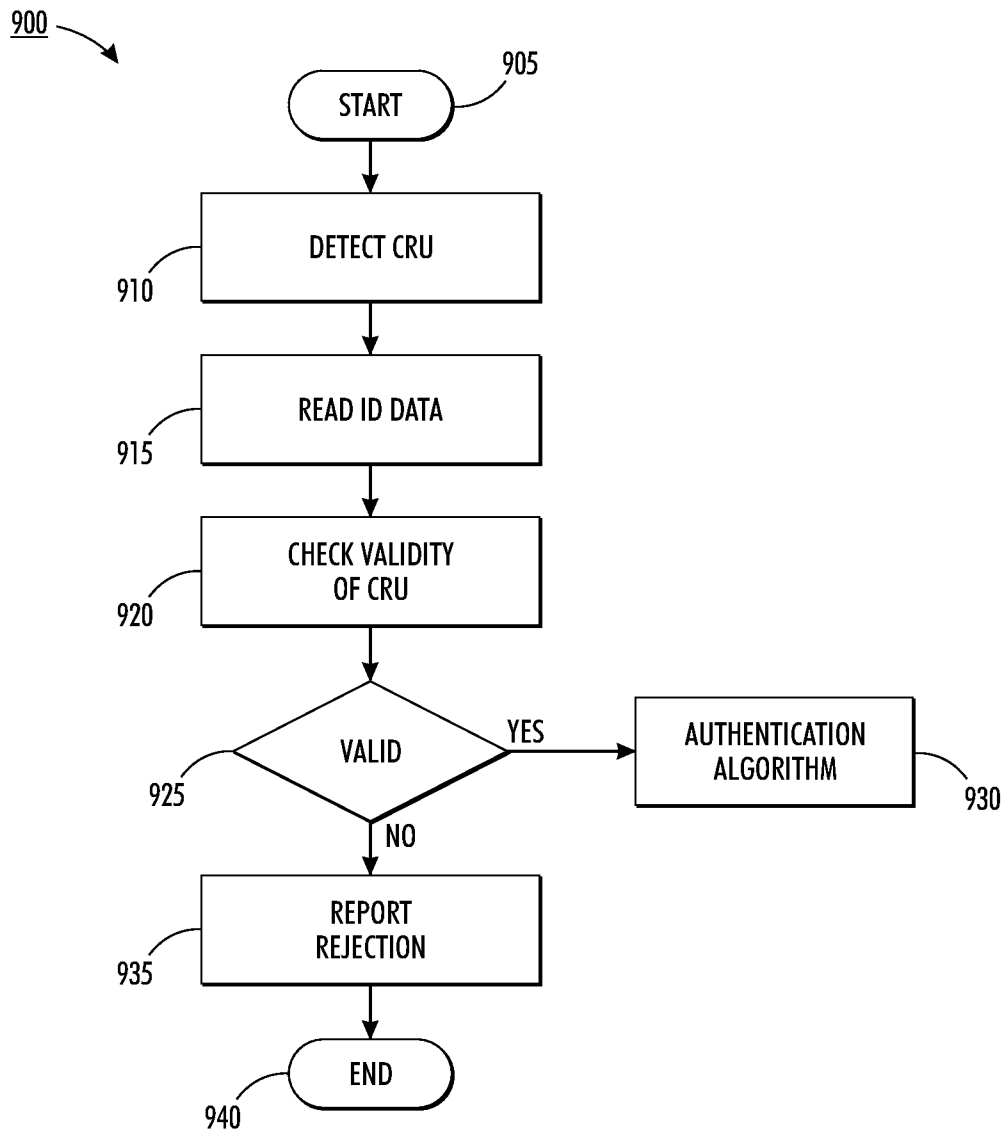 900
START
905
DETECT CRU
910
READ ID DATA
915
CHECK VALIDITY
OF CRU
920
VALID
925
YES
AUTHENTICATION
ALGORITHM
930
NO
REPORT
REJECTION
935
END
940